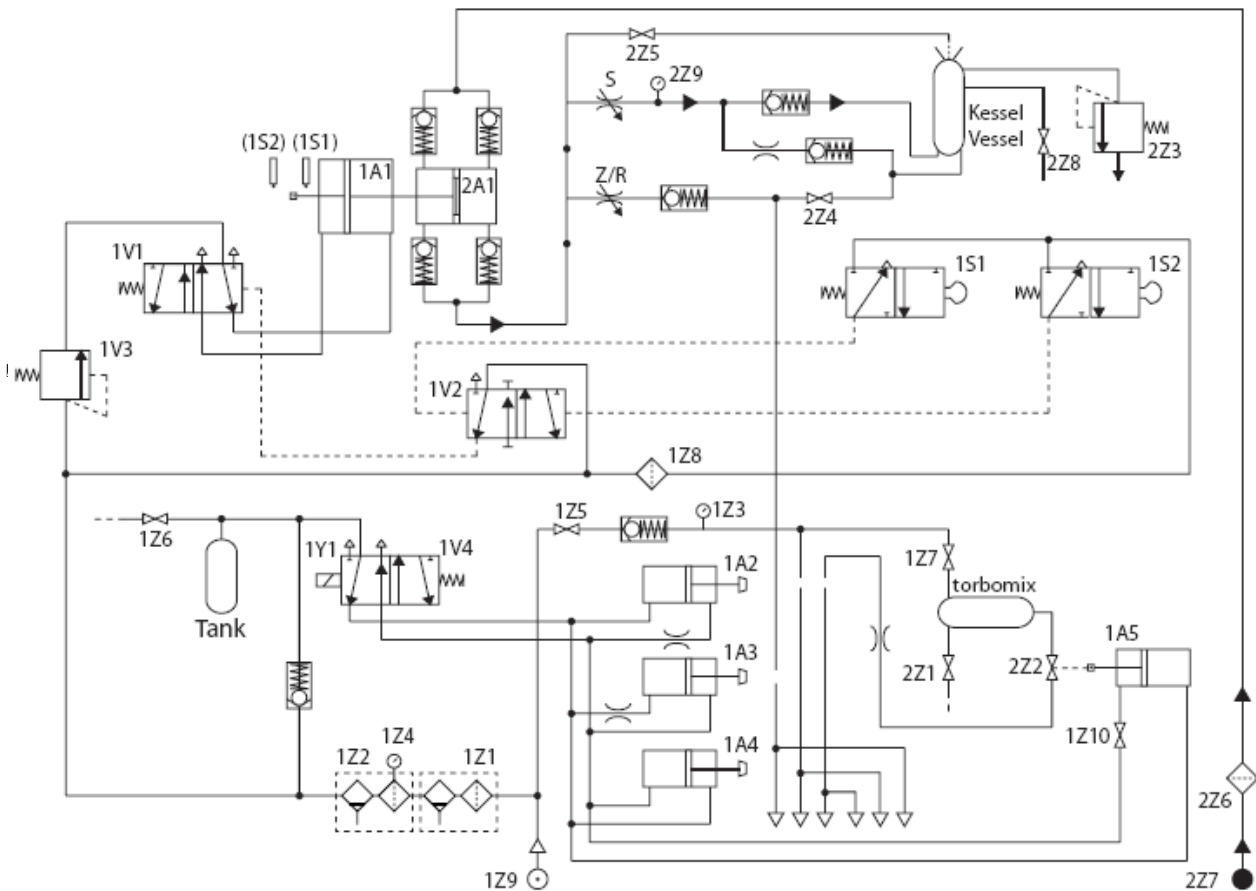 2Z5
S
2Z9
Kessel
Vessel
2Z8
2Z3
(1S2) (1S1)
1A1
2A1
Z/R
2Z4
1V1
1S1
1S2
1V3
1V2
1Z8
1Z6
1Z5
1Z3
1Y1
1V4
1A2
1Z7
Tank
torbomix
1A3
2Z1
2Z2
1A5
1Z2
1Z4
1Z1
1A4
1Z10
2Z6
1Z9
2Z7